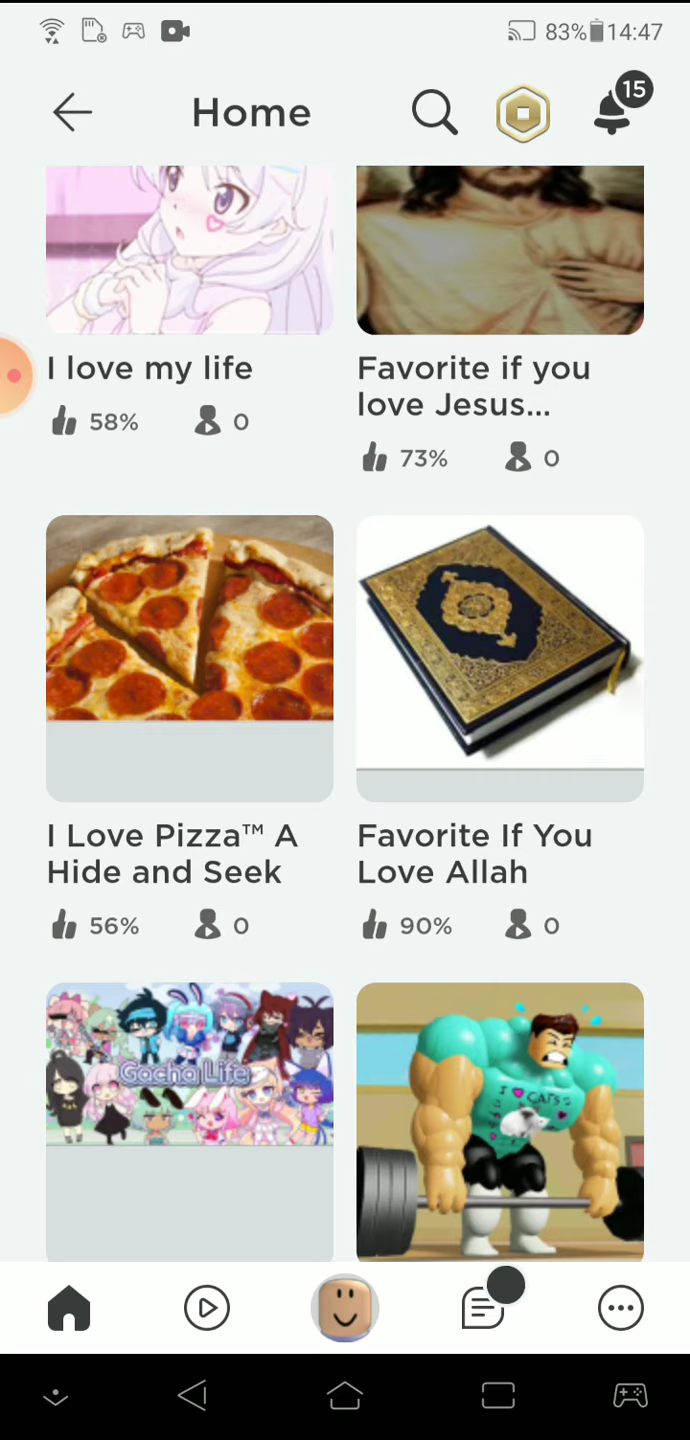 83% 14:47
Home
15
I love my life
58% 0
Favorite if you
love Jesus...
73% 0
I Love Pizza™ A
Hide and Seek
56% 0
Favorite If You
Love Allah
90% 0
Gacha Life
I CATS